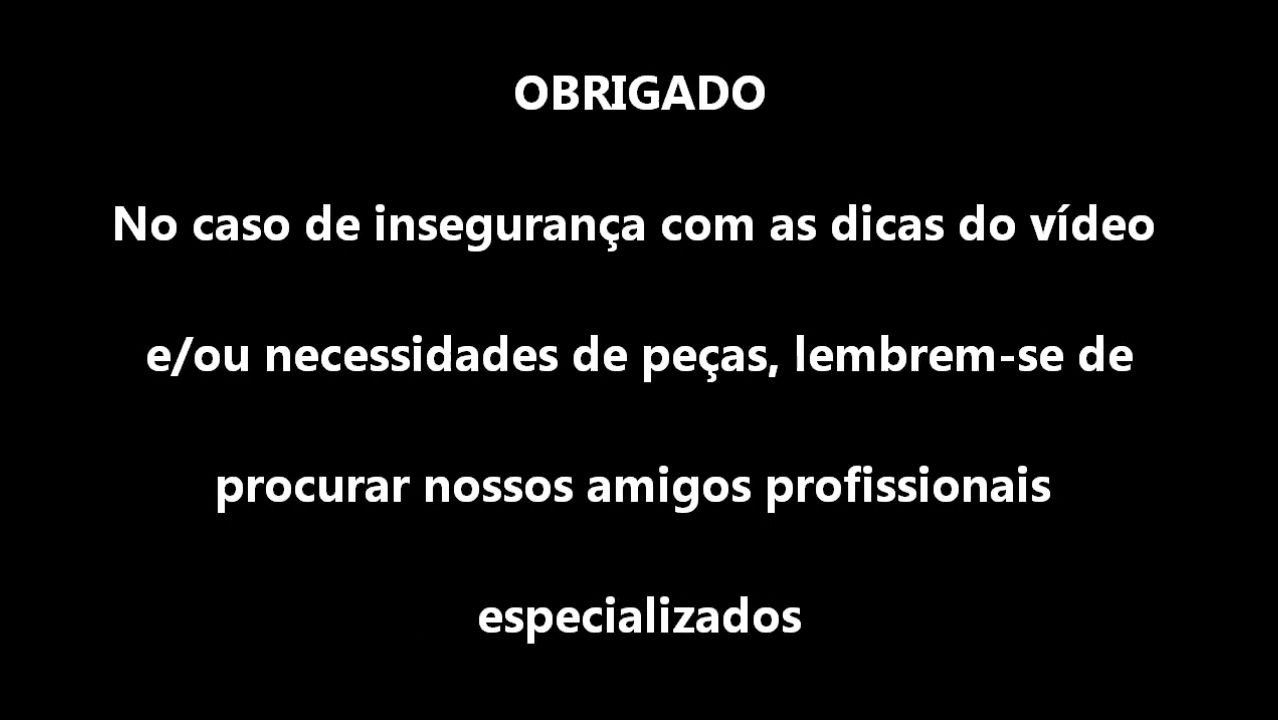 OBRIGADO
No caso de insegurança com as dicas do vídeo
e/ou necessidades de peças, lembrem-se de
procurar nossos amigos profissionais
especializados